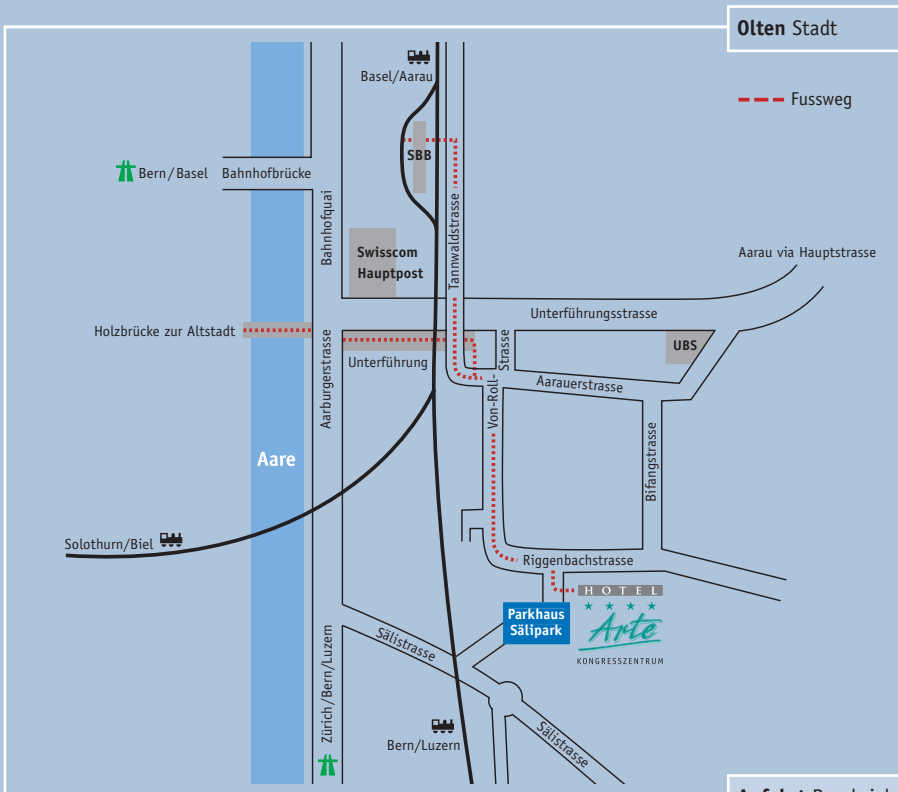 Olten Stadt
Fussweg
Basel/Aarau
SBB
Bern/Basel
Bahnhofbrücke
Bahnhofquai
Tannwaldstrasse
Swisscom
Hauptpost
Aarau via Hauptstrasse
Unterführungsstrasse
Holzbrücke zur Altstadt
Unterführung
Aarburgerstrasse
Von-Roll-
Strasse
UBS
Aarauerstrasse
Aare
Bifangstrasse
Solothurn/Biel
Riggenbachstrasse
HOTEL
Arte
KONGRESSZENTRUM
Parkhaus
Sälipark
Sälistrasse
Zürich/Bern/Luzern
Bern/Luzern
Sälistrasse